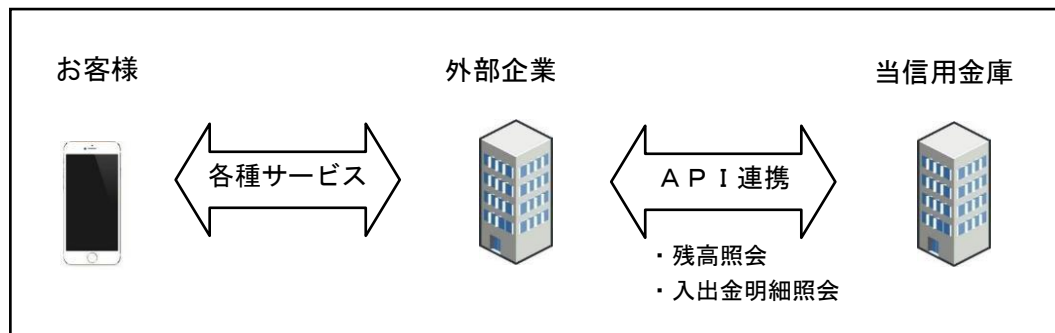 お客様
外部企業
当信用金庫
各種サービス
ＡＰＩ連携
・残高照会
・入出金明細照会